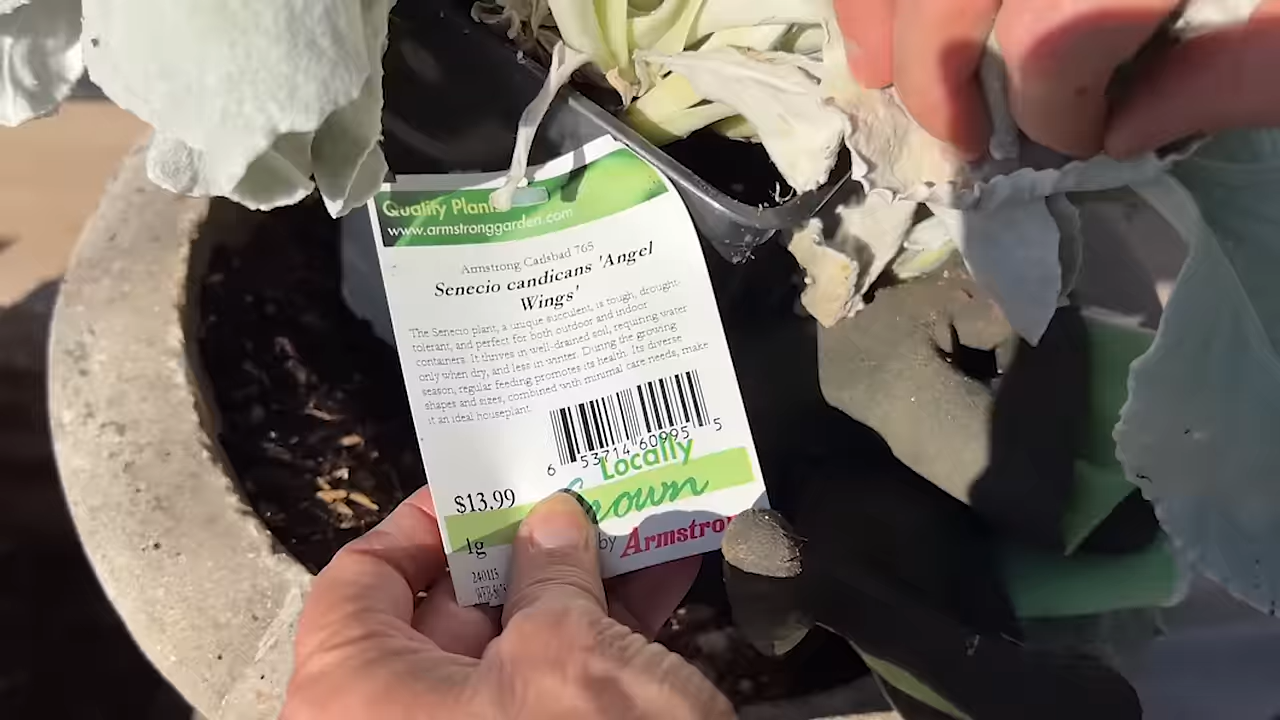 Quality Plants
www.armstronggarden.com
Armstrong Carlsbad 765
Senecio candicans 'Angel
Wings'
The Senecio plant, a unique succulent, is tough, drought-
tolerant, and perfect for both outdoor and indoor
containers. It thrives in well-drained soil, requiring water
only when dry, and less in winter. During the growing
season, regular feeding promotes its health. Its diverse
shapes and sizes, combined with minimal care needs, make
it an ideal houseplant.
6 53714 60995 5
Locally
$13.99
Grown
1g
by Armstro
240115